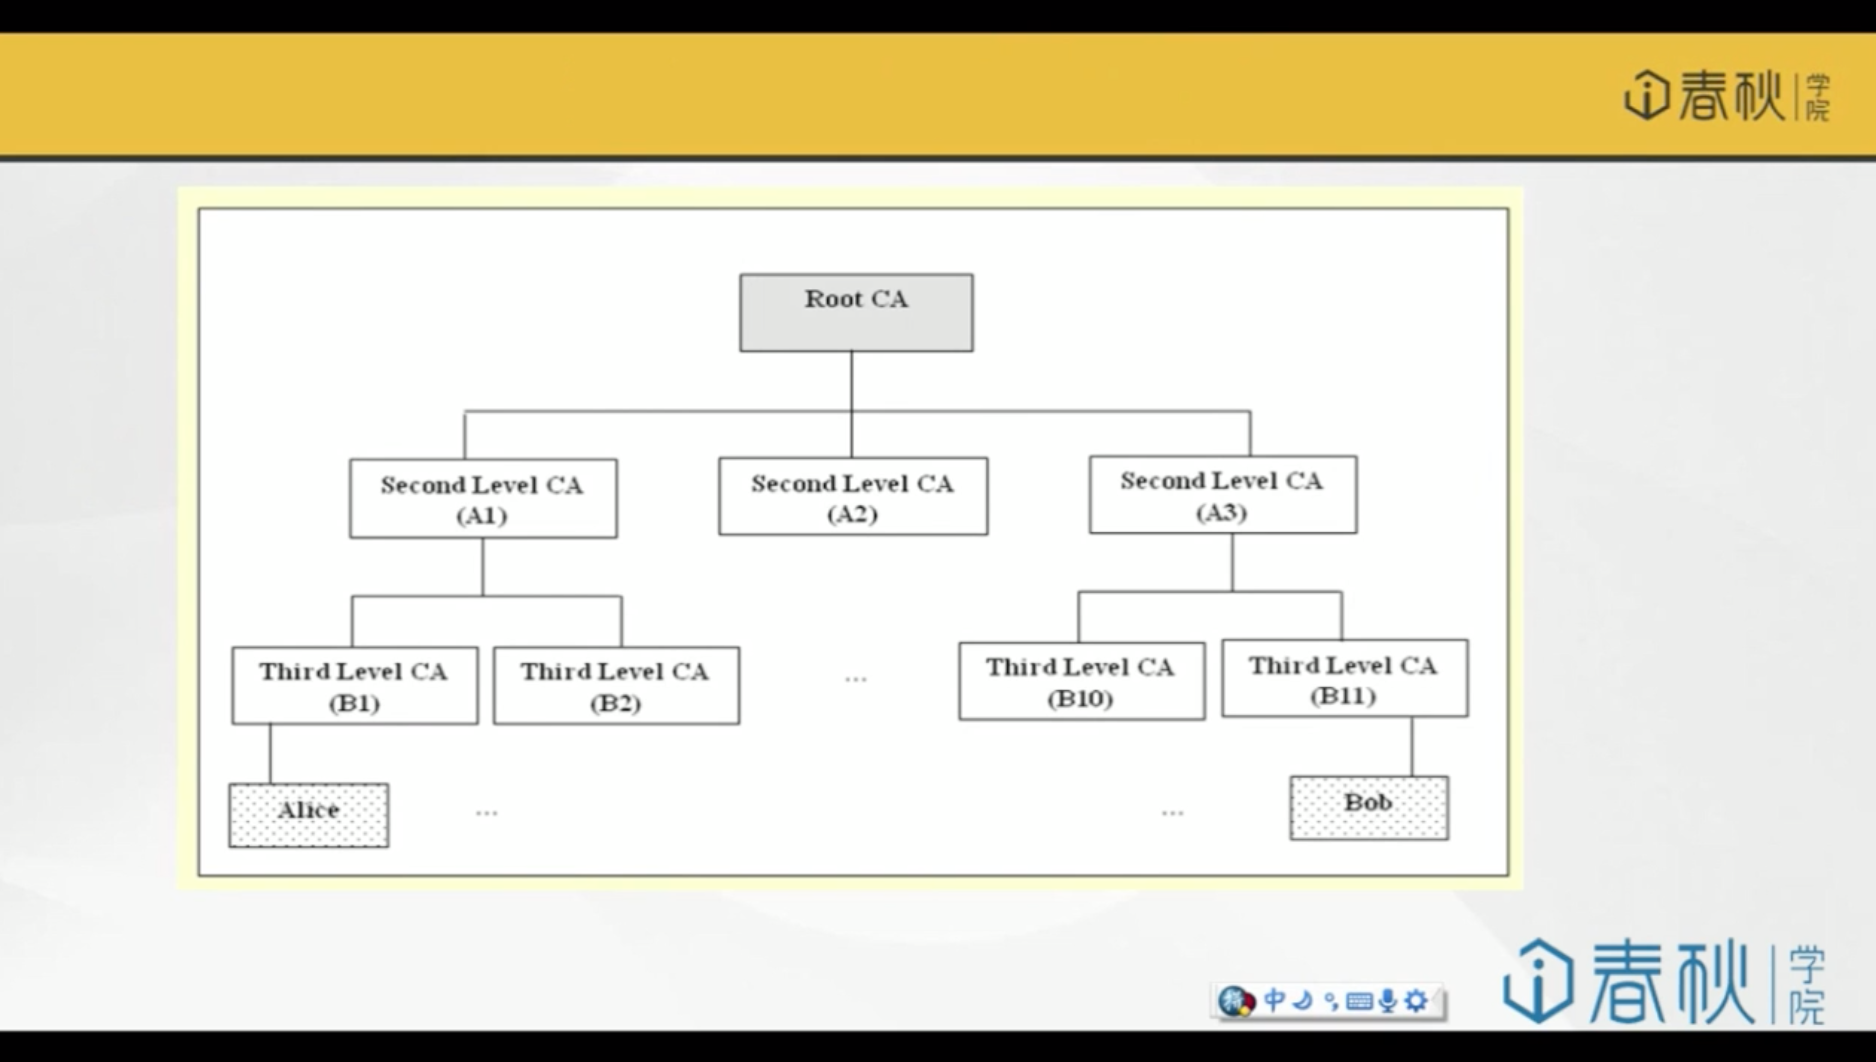 春秋学院
Root CA
Second Level CA
(A1)
Second Level CA
(A2)
Second Level CA
(A3)
Third Level CA
(B1)
Third Level CA
(B2)
...
Third Level CA
(B10)
Third Level CA
(B11)
Alice
...
...
Bob
中
春秋学院